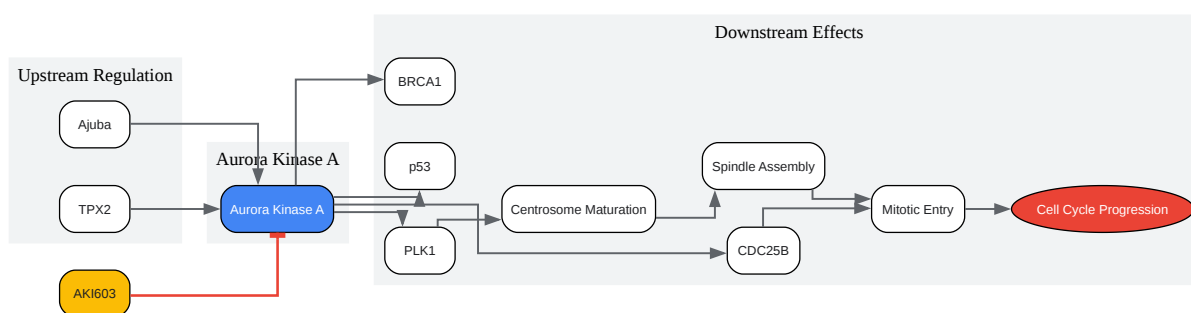 Downstream Effects
Upstream Regulation
BRCA1
Ajuba
Aurora Kinase A
p53
Spindle Assembly
TPX2
Aurora Kinase A
Centrosome Maturation
Mitotic Entry
Cell Cycle Progression
PLK1
CDC25B
AKI603